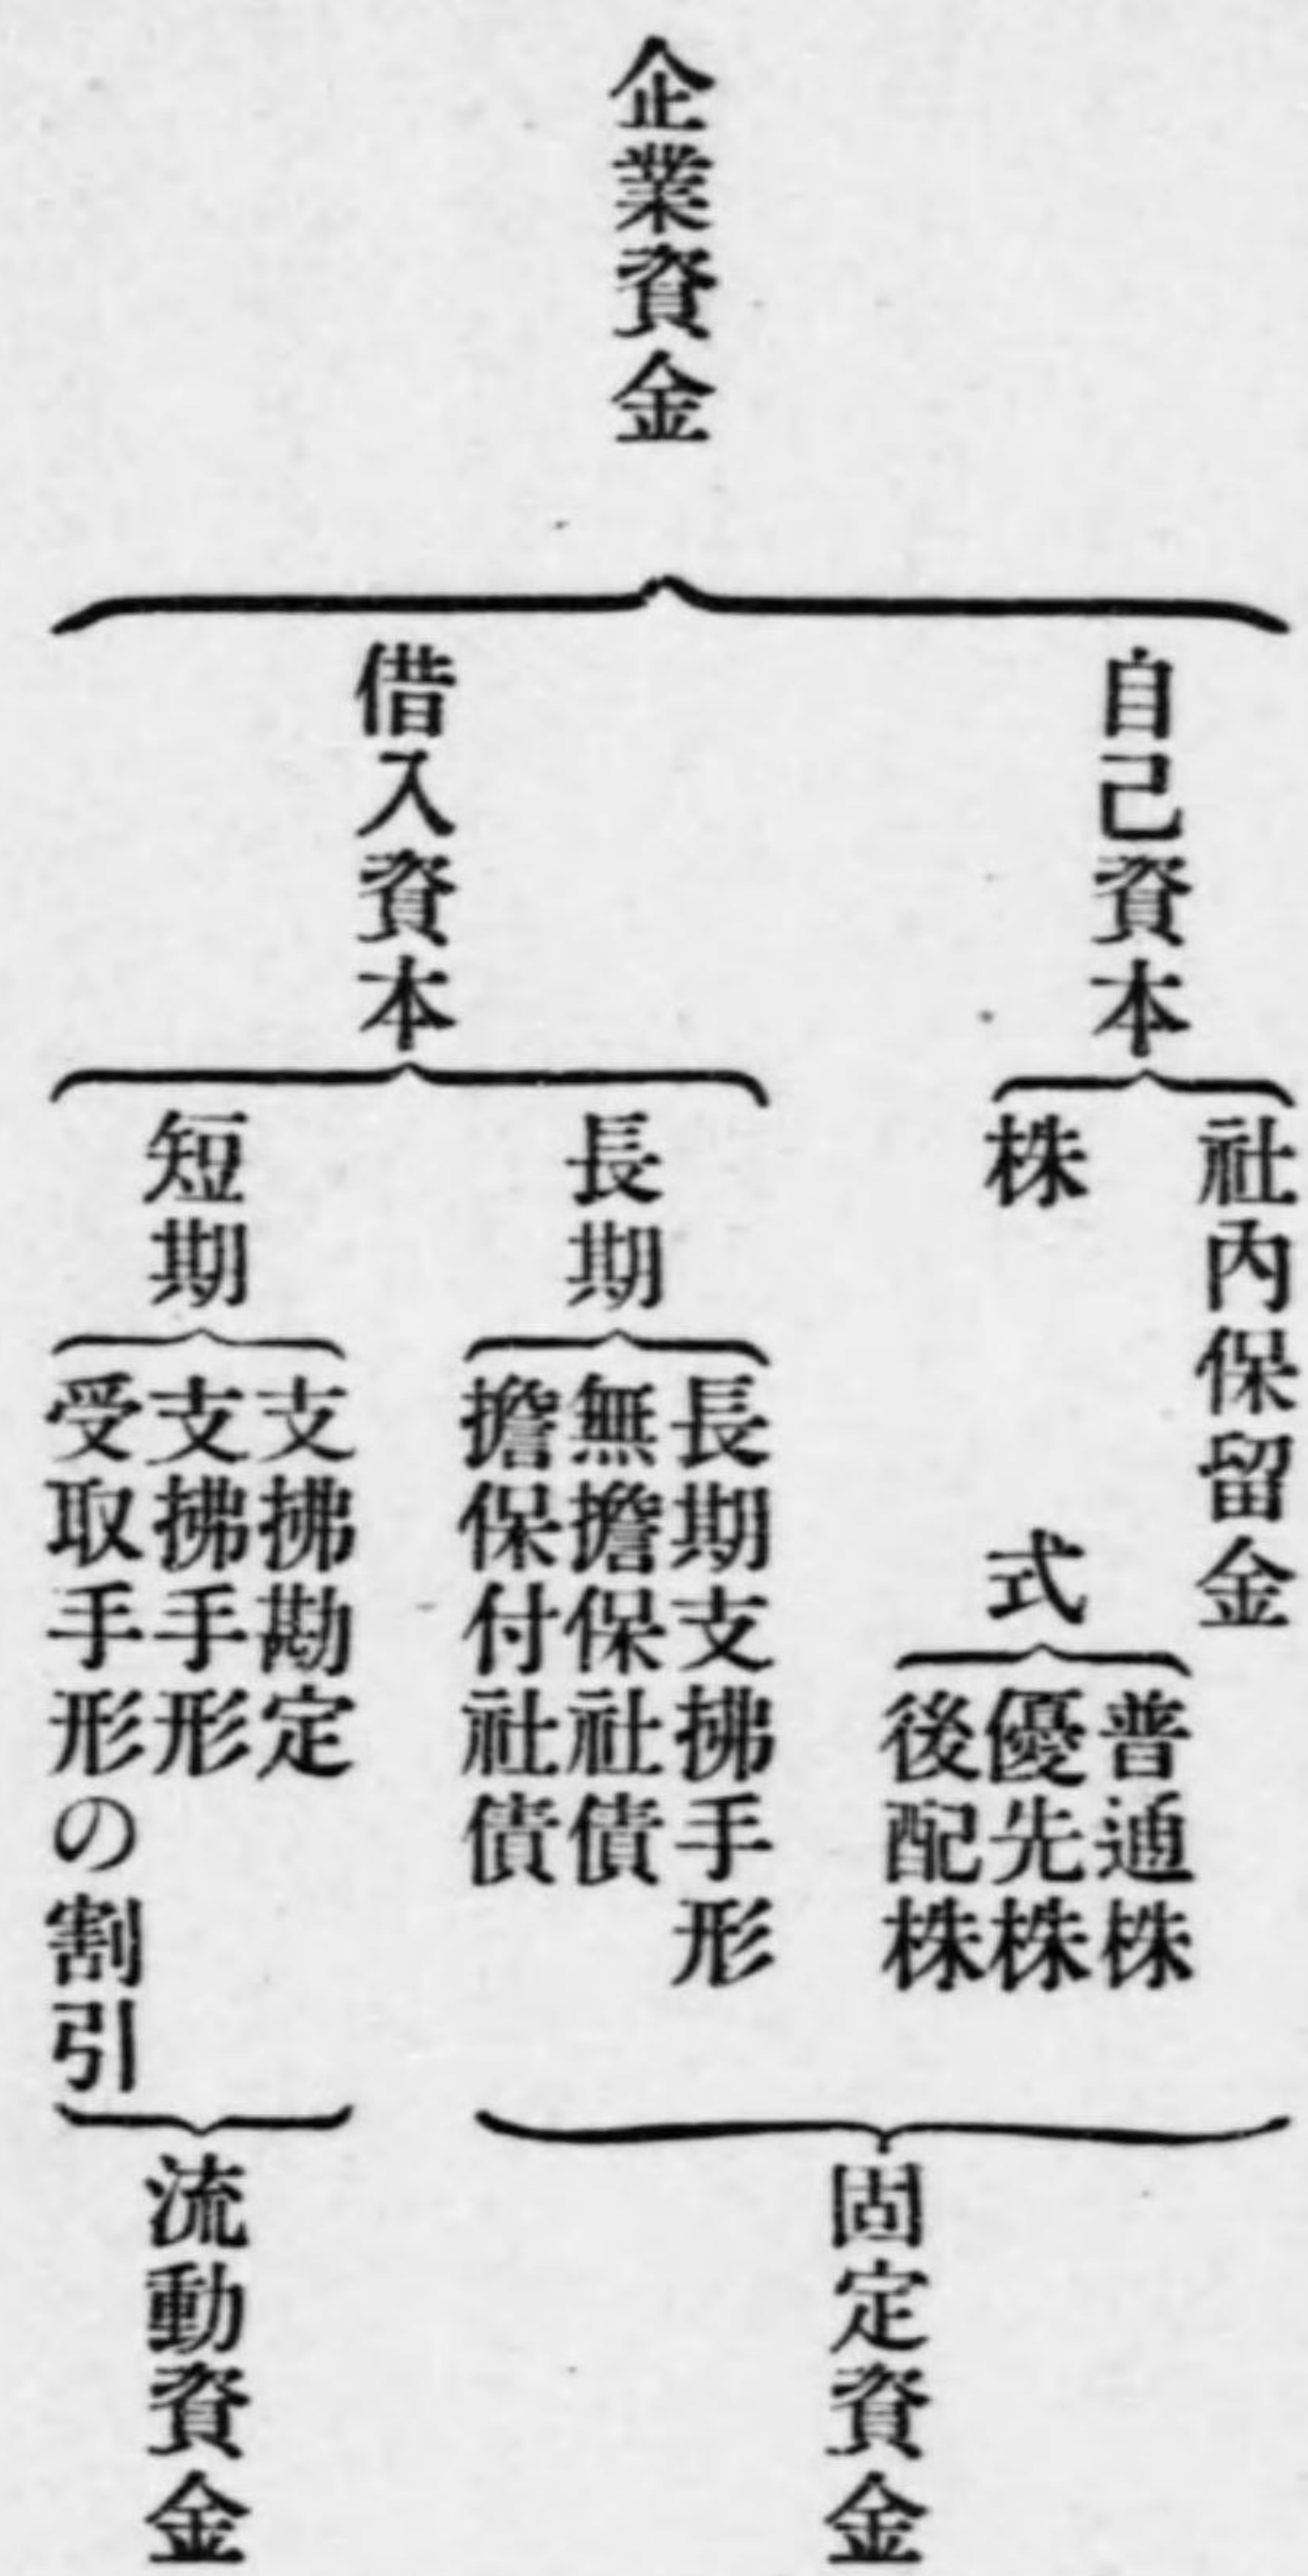 企業資金
自己資本
社內保留金
株式
普通株
優先株
後配株
借入資本
長期
長期支拂手形
無擔保社債
擔保付社債
短期
支拂勘定
支拂手形
受取手形の割引
固定資金
流動資金